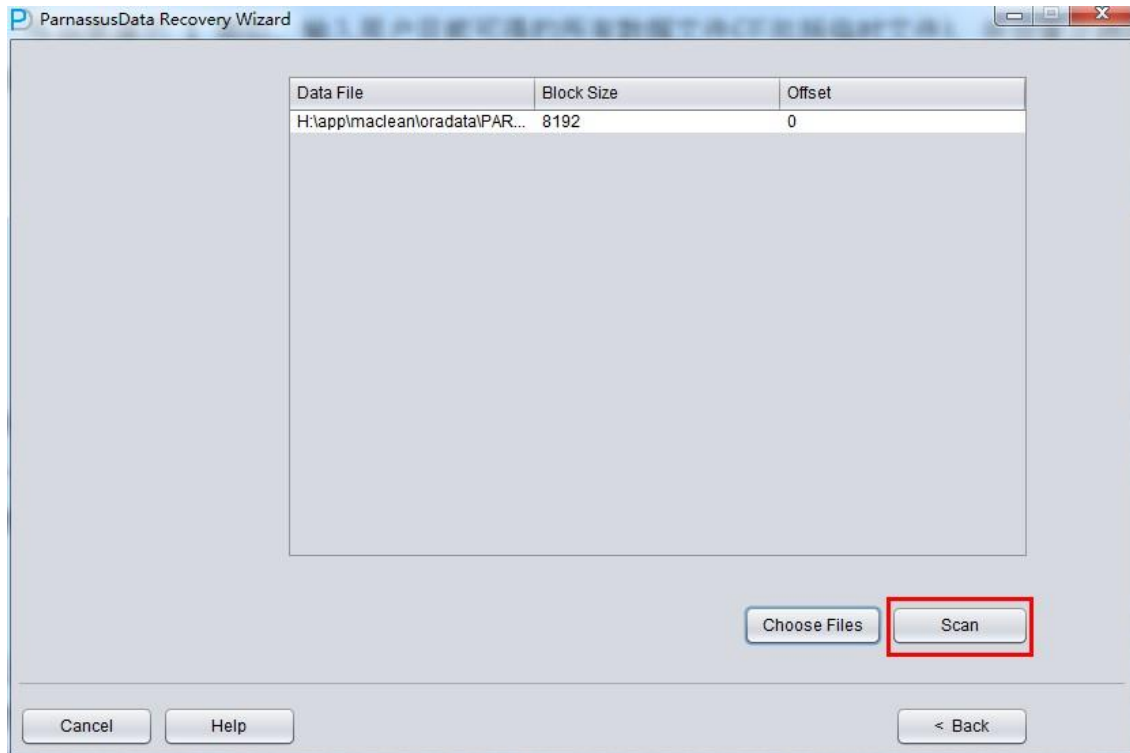 ParnassusData Recovery Wizard
Data File Block Size Offset
H:\app\maclean\oradata\PAR... 8192 0
Choose Files Scan
Cancel Help < Back